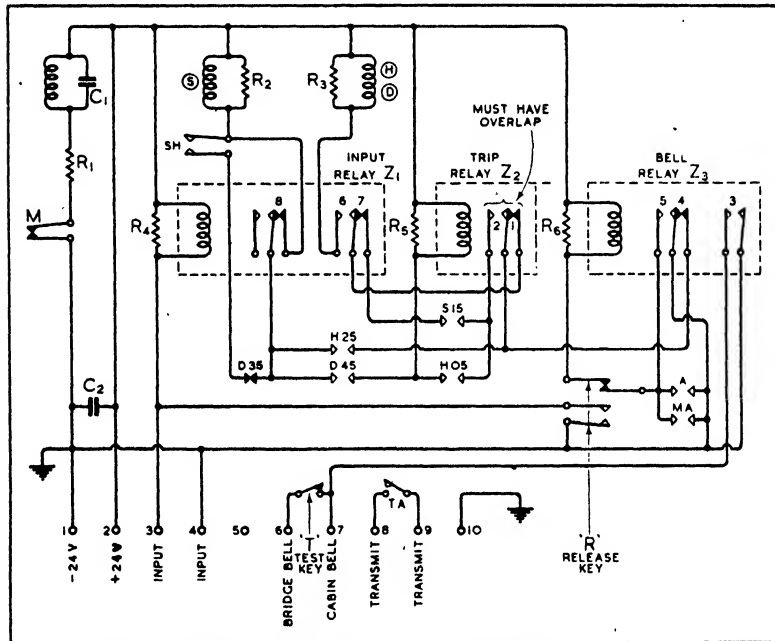 MUST HAVE
OVERLAP
C1
R1
M
S
R2
R3
H
D
SH
INPUT
RELAY Z1
TRIP
RELAY Z2
BELL
RELAY Z3
8
6 7
2 1
5 4
3
R4
R5
R6
S15
H25
D35
D45
H05
A
MA
C2
1
2
3
4
5
6
7
8
9
10
-24V
+24V
INPUT
INPUT
BRIDGE BELL
'T'
TEST
KEY
CABIN BELL
TRANSMIT
TA
TRANSMIT
'R'
RELEASE
KEY